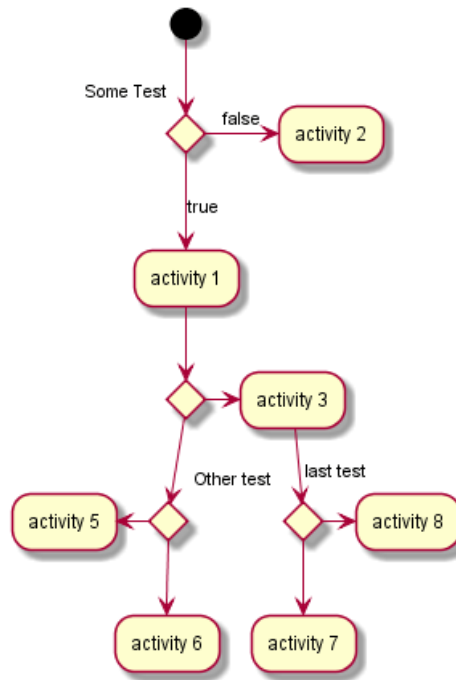 Some Test
false
activity 2
true
activity 1
activity 3
Other test
last test
activity 5
activity 8
activity 6
activity 7